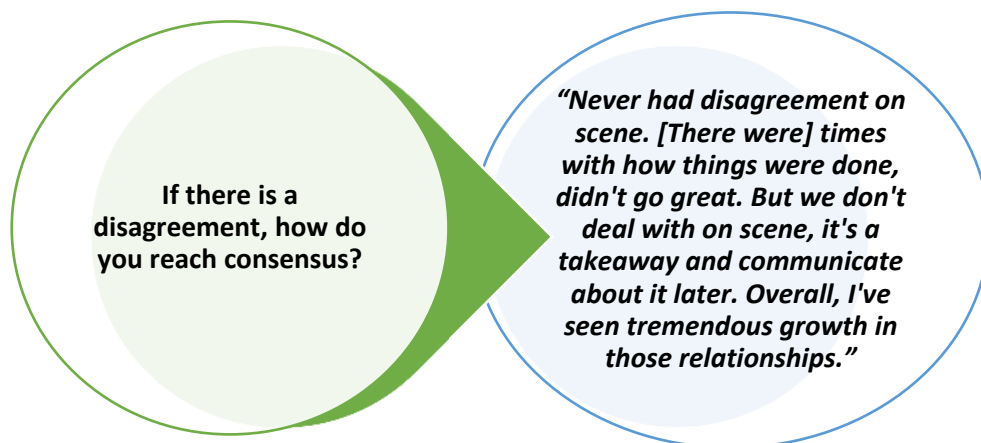 If there is a
disagreement, how do
you reach consensus?
“Never had disagreement on
scene. [There were] times
with how things were done,
didn't go great. But we don't
deal with on scene, it's a
takeaway and communicate
about it later. Overall, I've
seen tremendous growth in
those relationships.”